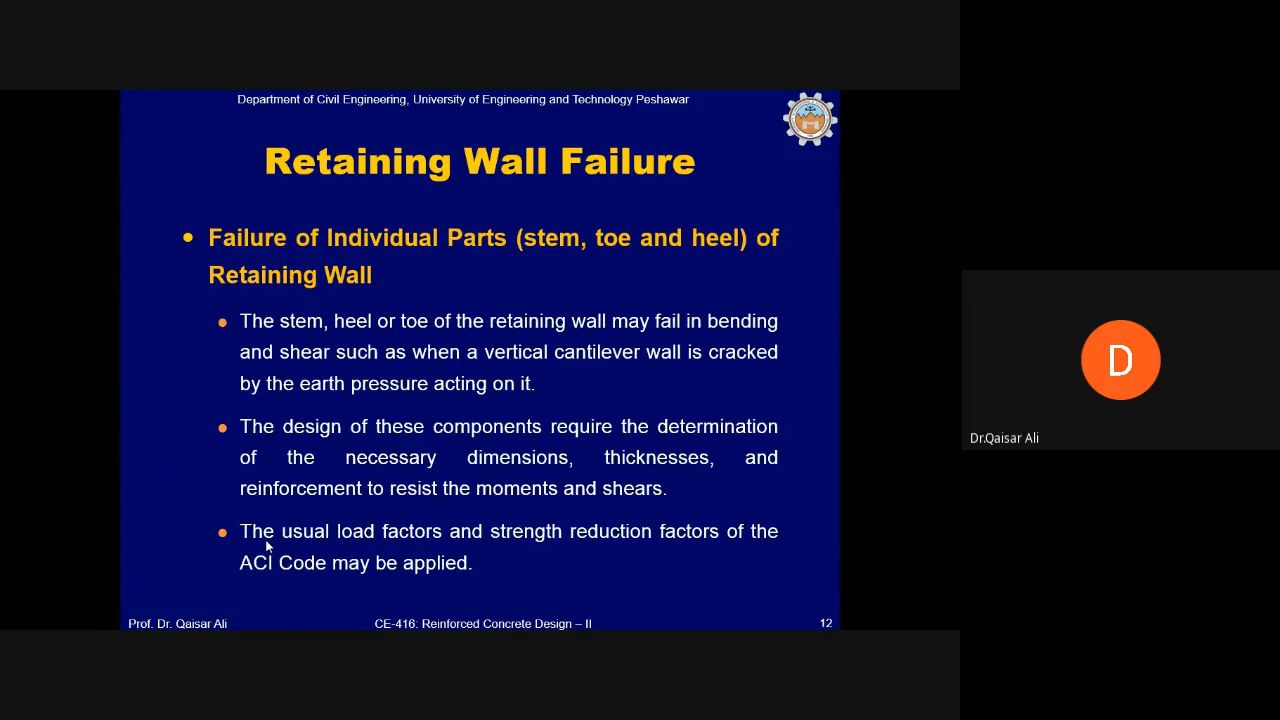 Department of Civil Engineering, University of Engineering and Technology Peshawar
Retaining Wall Failure
• Failure of Individual Parts (stem, toe and heel) of
Retaining Wall
• The stem, heel or toe of the retaining wall may fail in bending
and shear such as when a vertical cantilever wall is cracked
by the earth pressure acting on it.
• The design of these components require the determination
of the necessary dimensions, thicknesses, and
reinforcement to resist the moments and shears.
• The usual load factors and strength reduction factors of the
ACI Code may be applied.
Prof. Dr. Qaisar Ali
CE-416: Reinforced Concrete Design – II
12
D
Dr.Qaisar Ali